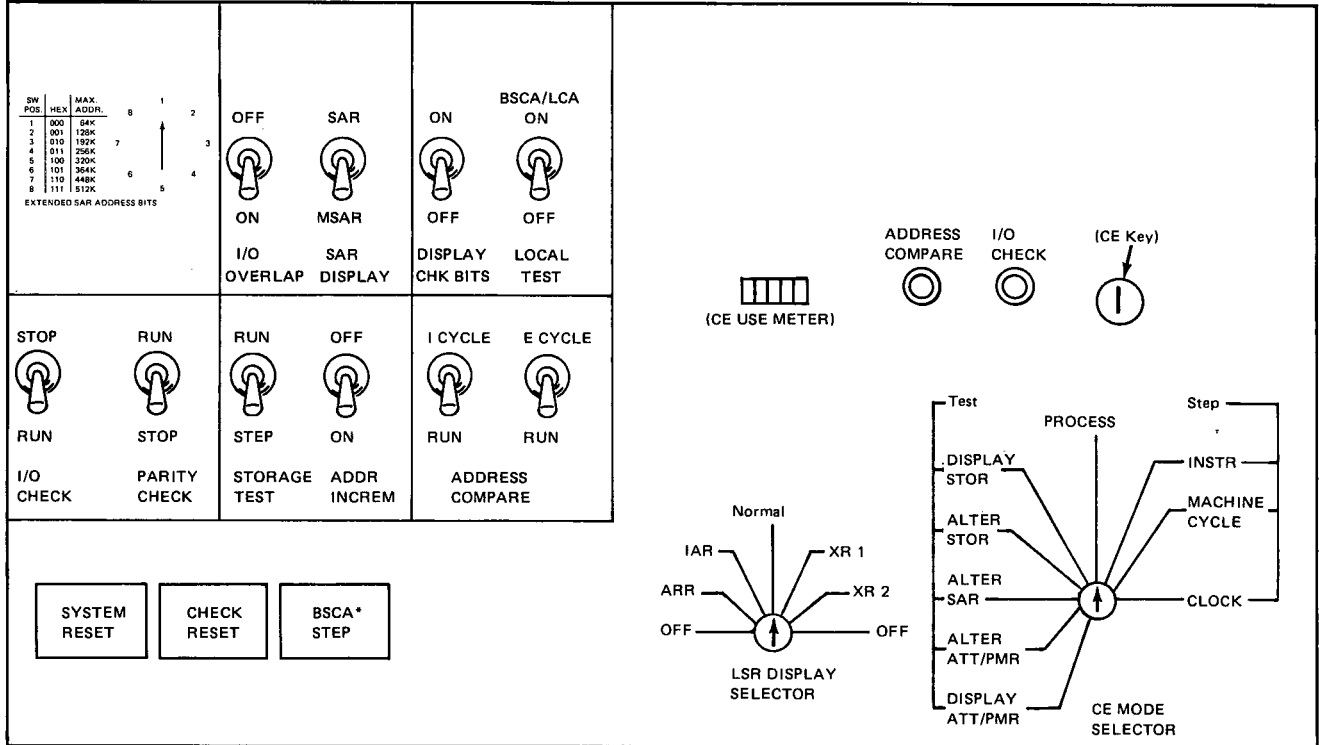 SW POS. HEX MAX. ADDR.
1 000 64K
2 001 128K
3 010 192K
4 011 256K
5 100 320K
6 101 364K
7 110 448K
8 111 512K
EXTENDED SAR ADDRESS BITS
1
2
3
4
5
6
7
8
OFF
ON
I/O OVERLAP
SAR
MSAR
SAR DISPLAY
ON
OFF
DISPLAY CHK BITS
BSCA/LCA
ON
OFF
LOCAL TEST
STOP
RUN
I/O CHECK
RUN
STOP
PARITY CHECK
RUN
STEP
STORAGE TEST
OFF
ON
ADDR INCREM
I CYCLE
RUN
E CYCLE
RUN
ADDRESS COMPARE
SYSTEM RESET
CHECK RESET
BSCA* STEP
(CE USE METER)
ADDRESS COMPARE
I/O CHECK
(CE Key)
Normal
IAR
ARR
OFF
XR 1
XR 2
OFF
LSR DISPLAY SELECTOR
Test
DISPLAY STOR
ALTER STOR
ALTER SAR
ALTER ATT/PMR
DISPLAY ATT/PMR
PROCESS
Step
INSTR
MACHINE CYCLE
CLOCK
CE MODE SELECTOR